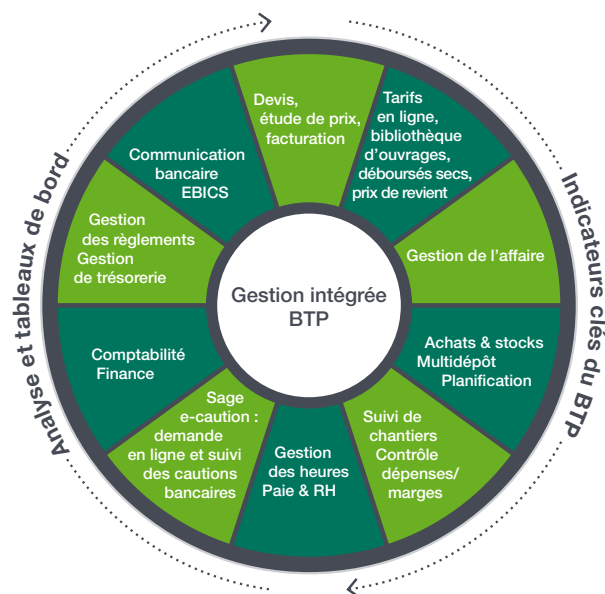 Devis,
étude de prix,
facturation
Tarifs
en ligne,
bibliothèque
d'ouvrages,
déboursés secs,
prix de revient
Gestion de l'affaire
Achats & stocks
Multidépôt
Planification
Suivi de
chantiers
Contrôle
dépenses/
marges
Gestion
des heures
Paie & RH
Sage
e-caution :
demande
en ligne et suivi
des cautions
bancaires
Comptabilité
Finance
Gestion
des règlements
Gestion
de trésorerie
Communication
bancaire
EBICS
Gestion intégrée
BTP
Analyse et tableaux de bord
Indicateurs clés du BTP